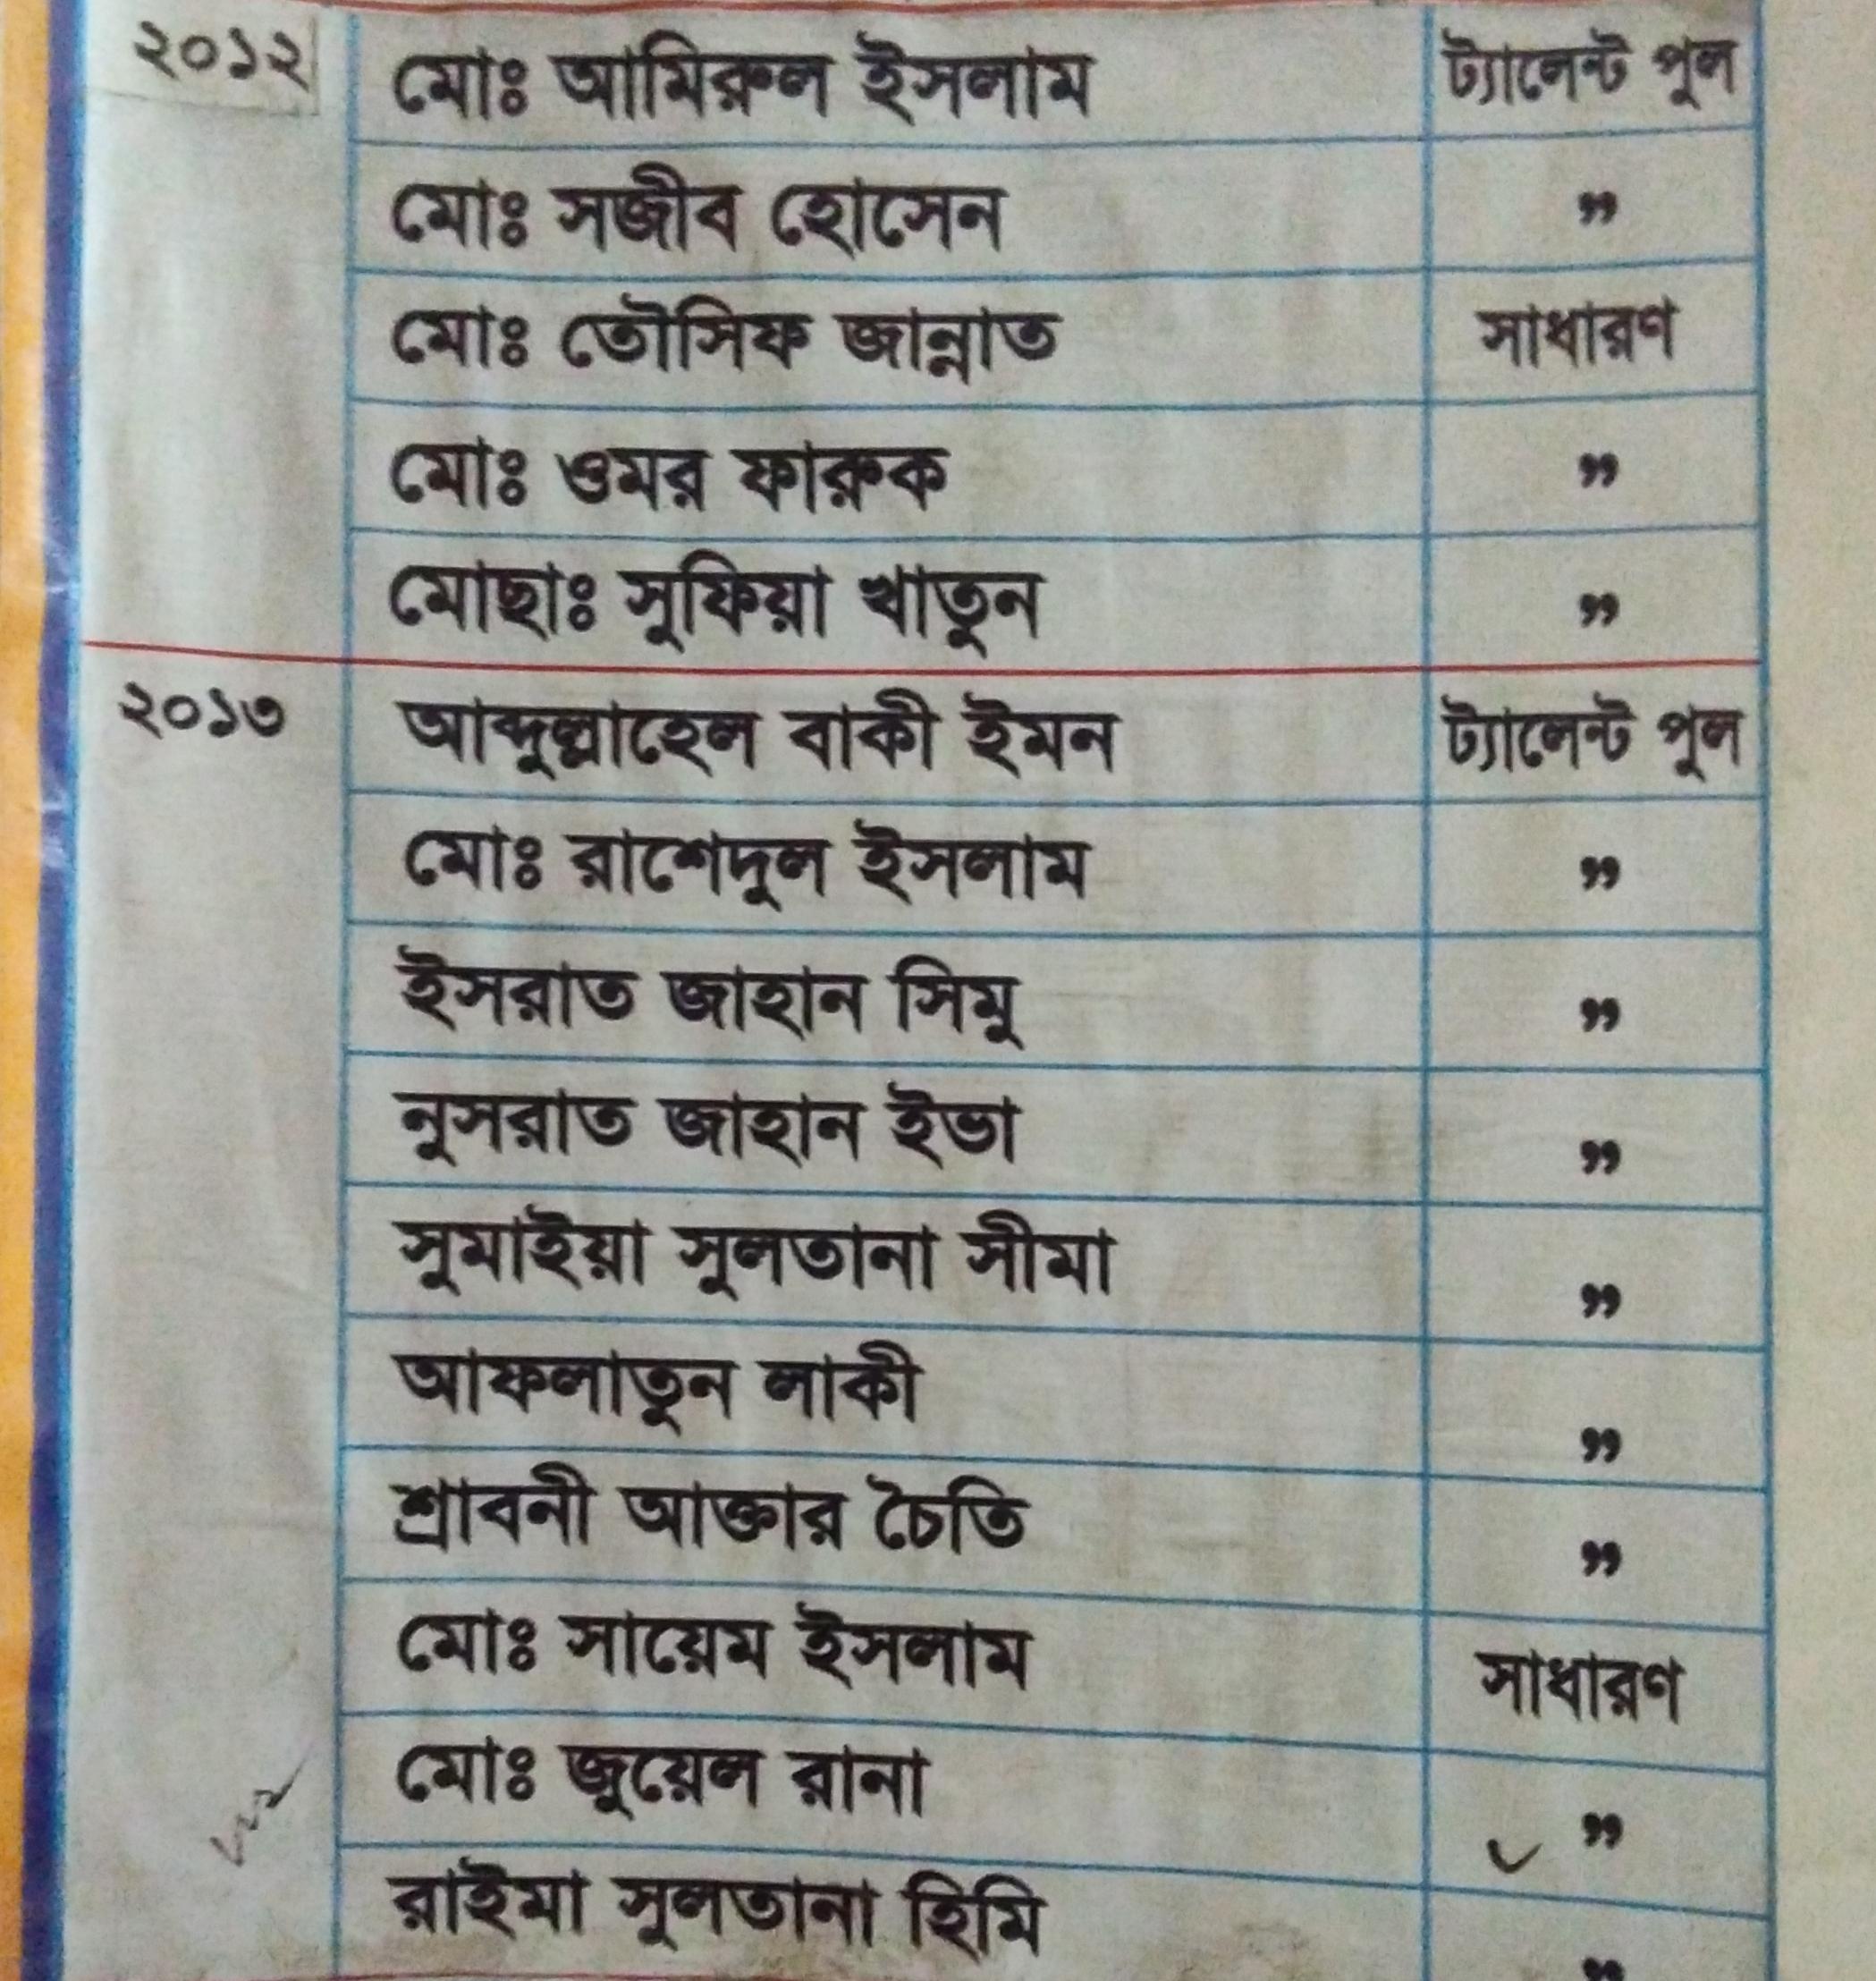 ২০১২ মোঃ আমিরুল ইসলাম ট্যালেন্ট পুল
মোঃ সজীব হোসেন ”
মোঃ তৌসিফ জান্নাত সাধারণ
মোঃ ওমর ফারুক ”
মোছাঃ সুফিয়া খাতুন ”
২০১৩ আব্দুল্লাহেল বাকী ইমন ট্যালেন্ট পুল
মোঃ রাশেদুল ইসলাম ”
ইসরাত জাহান সিমু ”
নুসরাত জাহান ইভা ”
সুমাইয়া সুলতানা সীমা ”
আফলাতুন লাকী ”
শ্রাবনী আক্তার চৈতি ”
মোঃ সায়েম ইসলাম সাধারণ
মোঃ জুয়েল রানা ”
রাইমা সুলতানা হিমি ”